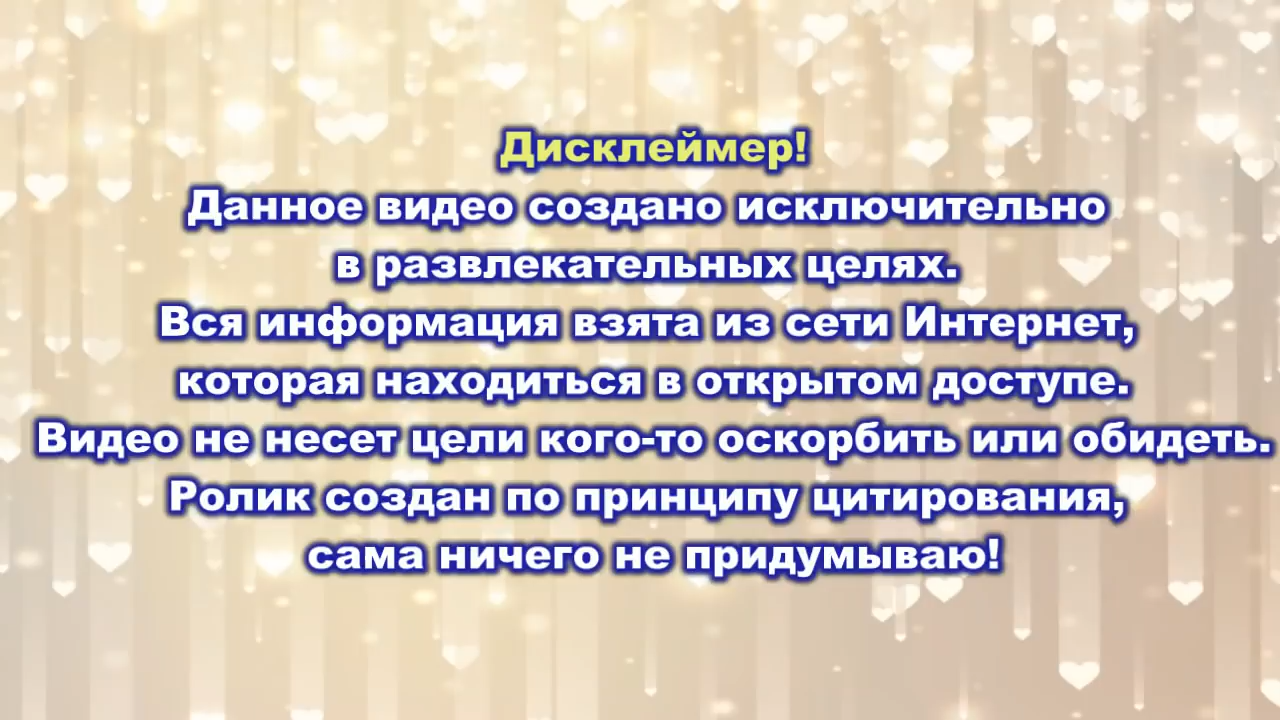 Дисклеймер!
Данное видео создано исключительно
в развлекательных целях.
Вся информация взята из сети Интернет,
которая находиться в открытом доступе.
Видео не несет цели кого-то оскорбить или обидеть.
Ролик создан по принципу цитирования,
сама ничего не придумываю!